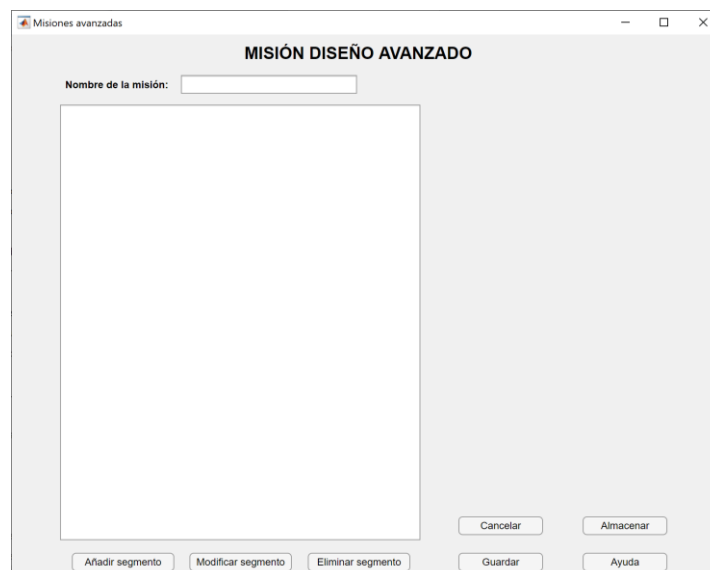 Misiones avanzadas
MISIÓN DISEÑO AVANZADO
Nombre de la misión:
Cancelar Almacenar
Añadir segmento Modificar segmento Eliminar segmento Guardar Ayuda